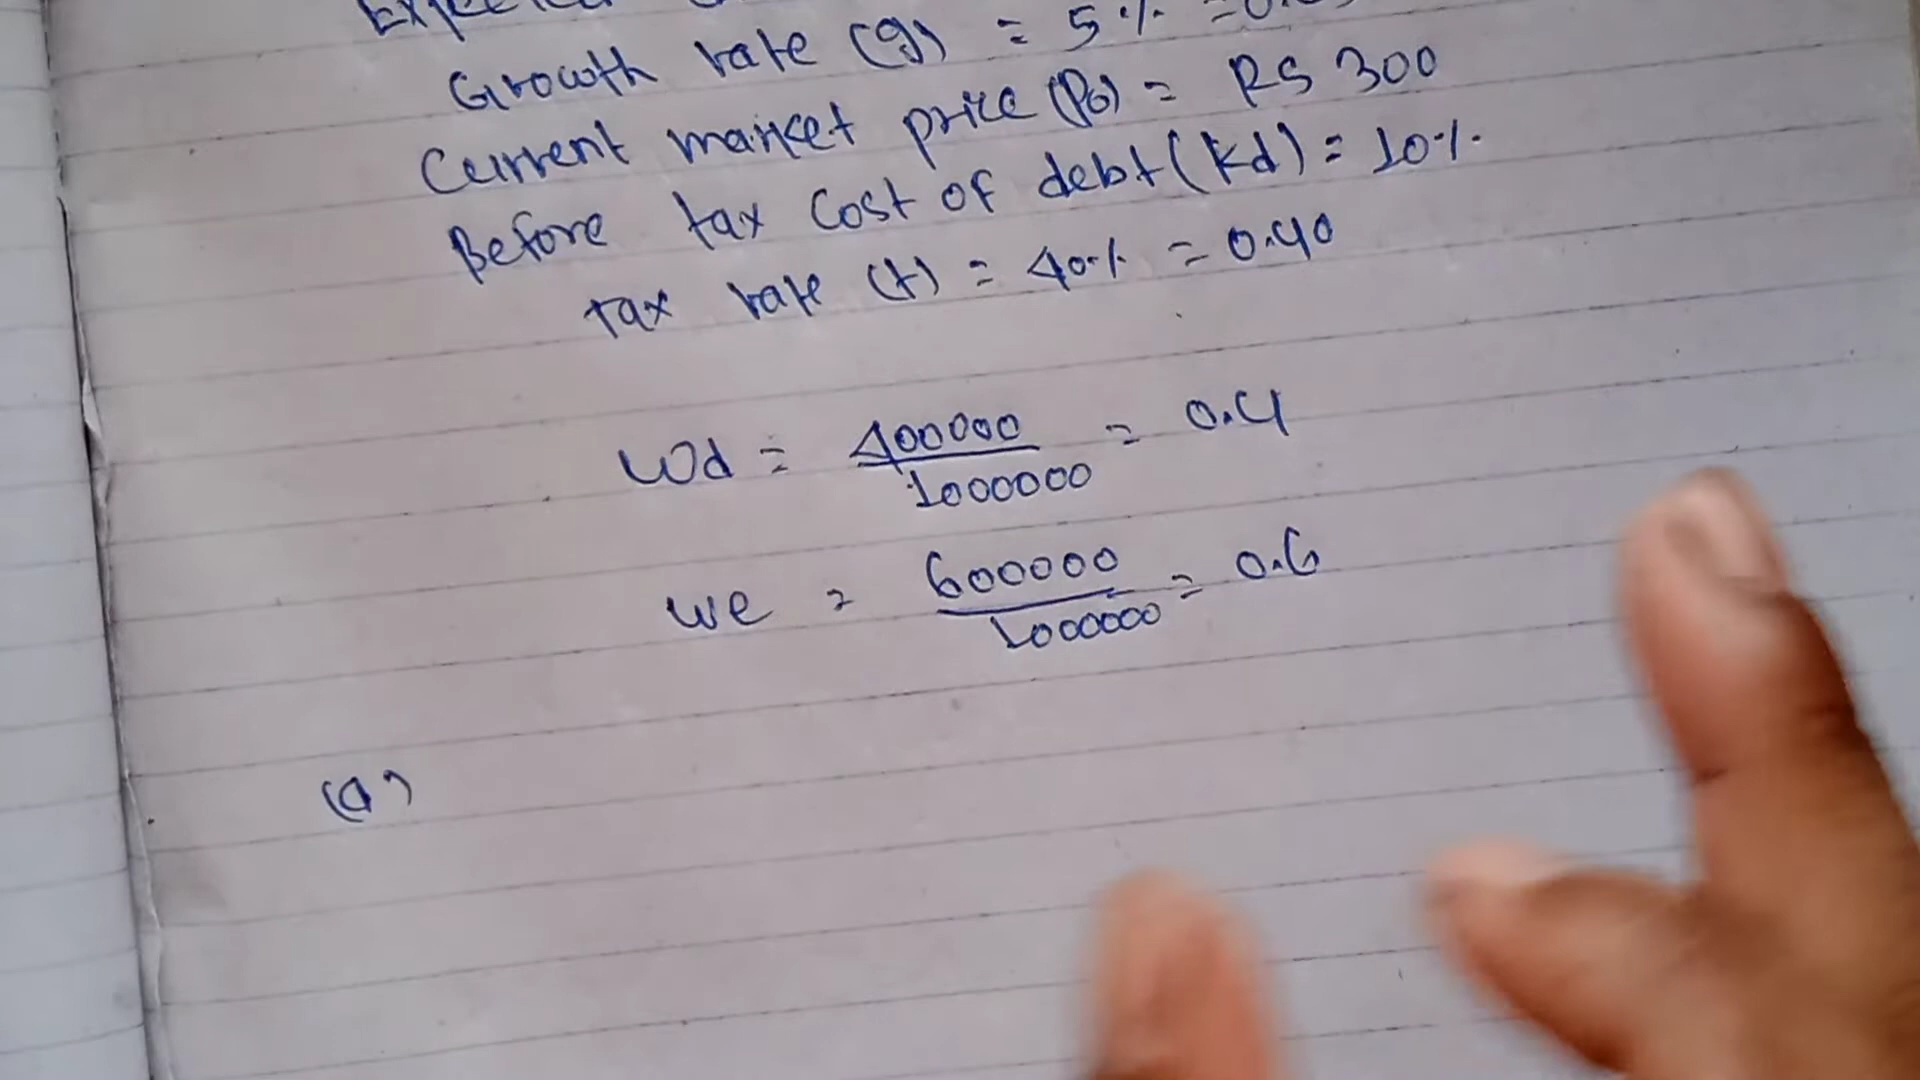 Growth rate (g) = 5% =
Current market price (P0) = RS 300
Before tax cost of debt (kd) = 10%
tax rate (t) = 40% = 0.40
wd = 400000 / 1000000 = 0.4
we = 600000 / 1000000 = 0.6
(a)